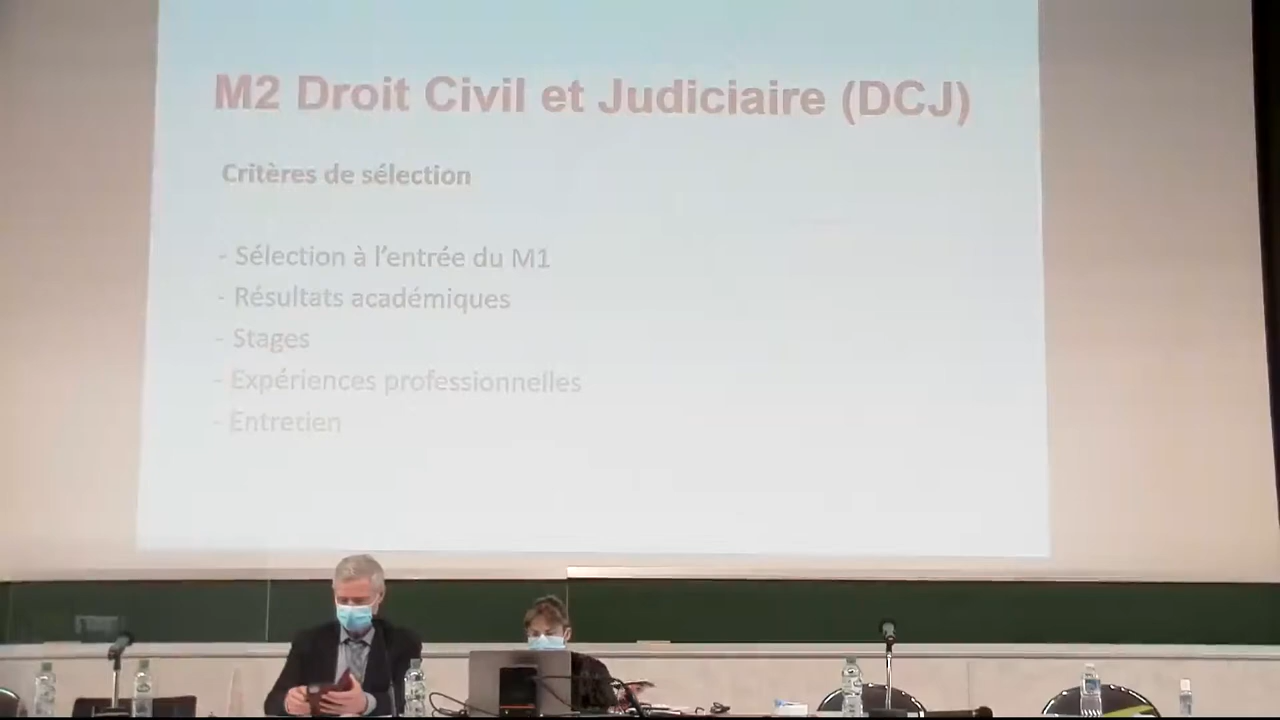 M2 Droit Civil et Judiciaire (DCJ)
Critères de sélection
- Sélection à l’entrée du M1
- Résultats académiques
- Stages
- Expériences professionnelles
- Entretien